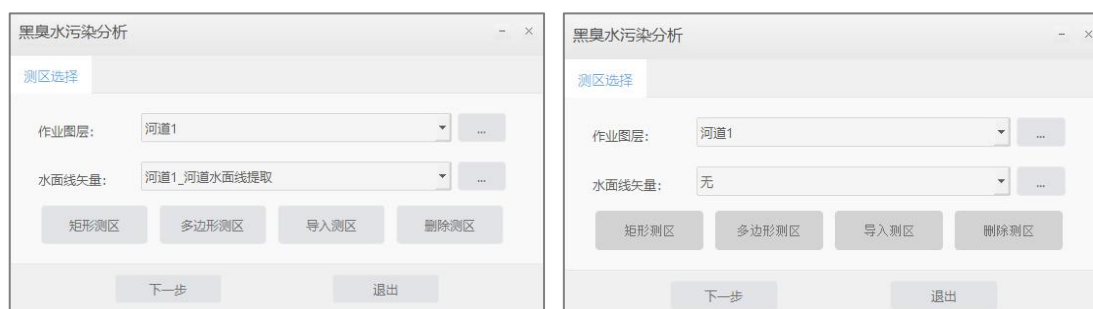 黑臭水污染分析
测区选择
作业图层: 河道1 ...
水面线矢量: 河道1_河道水面线提取 ...
矩形测区 多边形测区 导入测区 删除测区
下一步 退出
黑臭水污染分析
测区选择
作业图层: 河道1 ...
水面线矢量: 无 ...
矩形测区 多边形测区 导入测区 删除测区
下一步 退出